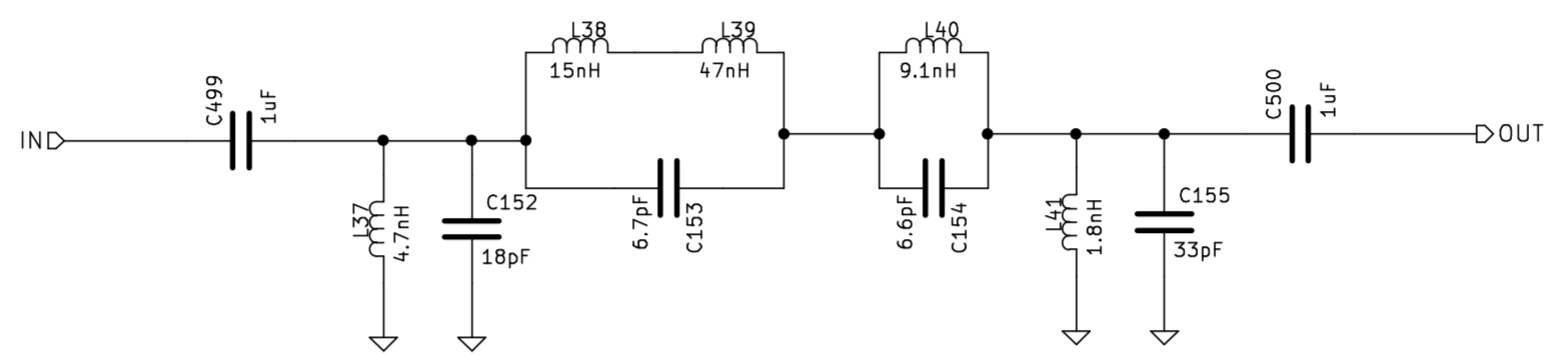 IN
C499
1uF
L37
4.7nH
C152
18pF
L38
15nH
L39
47nH
6.7pF
C153
L40
9.1nH
6.6pF
C154
L41
1.8nH
C155
33pF
C500
1uF
OUT